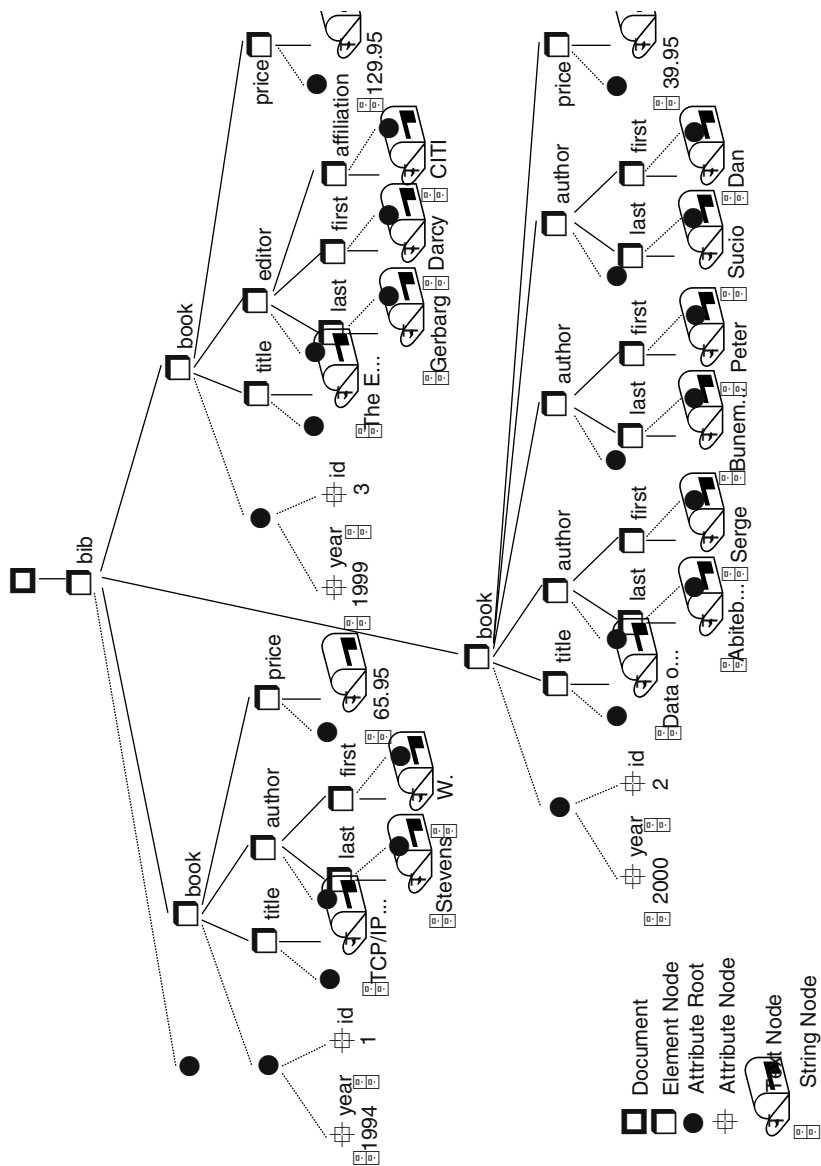 bib
book
year
1994
id
1
title
TCP/IP...
author
last
Stevens
first
W.
price
65.95
book
year
1999
id
3
title
The E...
editor
last
Gerbarg
first
Darcy
affiliation
CITI
price
129.95
book
year
2000
id
2
title
Data o...
author
last
Abiteb...
first
Serge
author
last
Bunem...
first
Peter
author
last
Sucio
first
Dan
price
39.95
Document
Element Node
Attribute Root
Attribute Node
Text Node
String Node